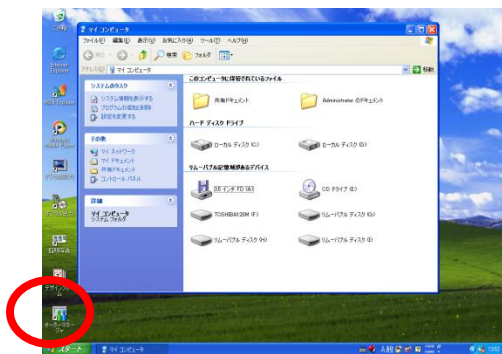 ごみ箱
マイ コンピュータ
ファイル(F) 編集(E) 表示(V) お気に入り(A) ツール(T) ヘルプ(H)
検索 フォルダ
マイ コンピュータ 移動
システムのタスク
システム情報を表示する
プログラムの追加と削除
設定を変更する
その他
マイ ネットワーク
マイ ドキュメント
共有ドキュメント
コントロール パネル
詳細
マイ コンピュータ
システム フォルダ
このコンピュータに保管されているファイル
共有ドキュメント Administrator のドキュメント
ハード ディスク ドライブ
ローカル ディスク (C:) ローカル ディスク (D:)
リムーバブル記憶域があるデバイス
3.5 インチ FD (A:) CD ドライブ (E:)
TOSHIBA128M (F:) リムーバブル ディスク (G:)
リムーバブル ディスク (H:) リムーバブル ディスク (I:)
Internet
Explorer
スタート マイ コンピュータ